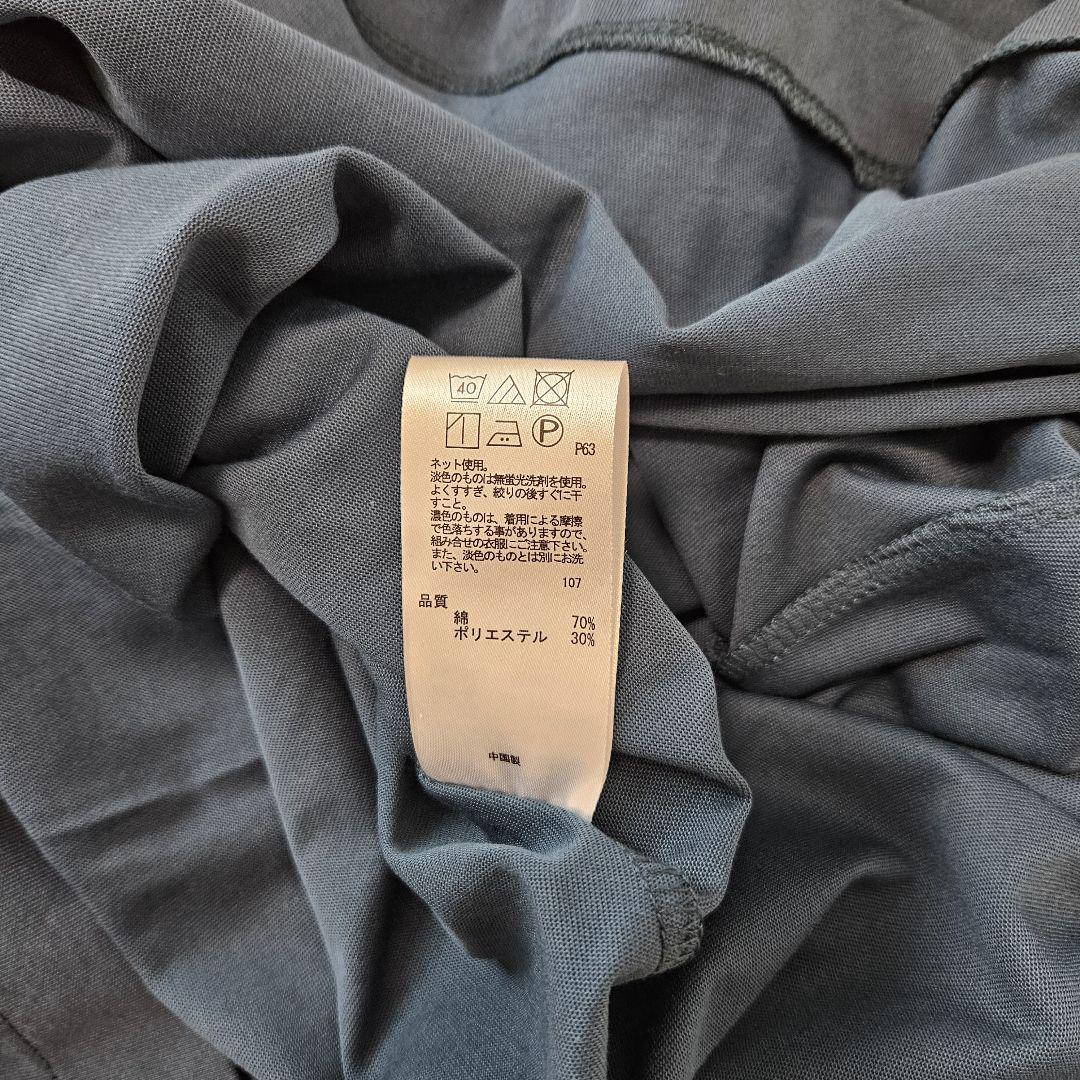 40
P
P63
ネット使用。
淡色のものは無蛍光洗剤を使用。
よくすすぎ、絞りの後すぐに干
すこと。
濃色のものは、着用による摩擦
で色落ちする事がありますので、
組み合せの衣服にご注意下さい。
また、淡色のものとは別にお洗
い下さい。
107
品質
綿 70%
ポリエステル 30%
中国製